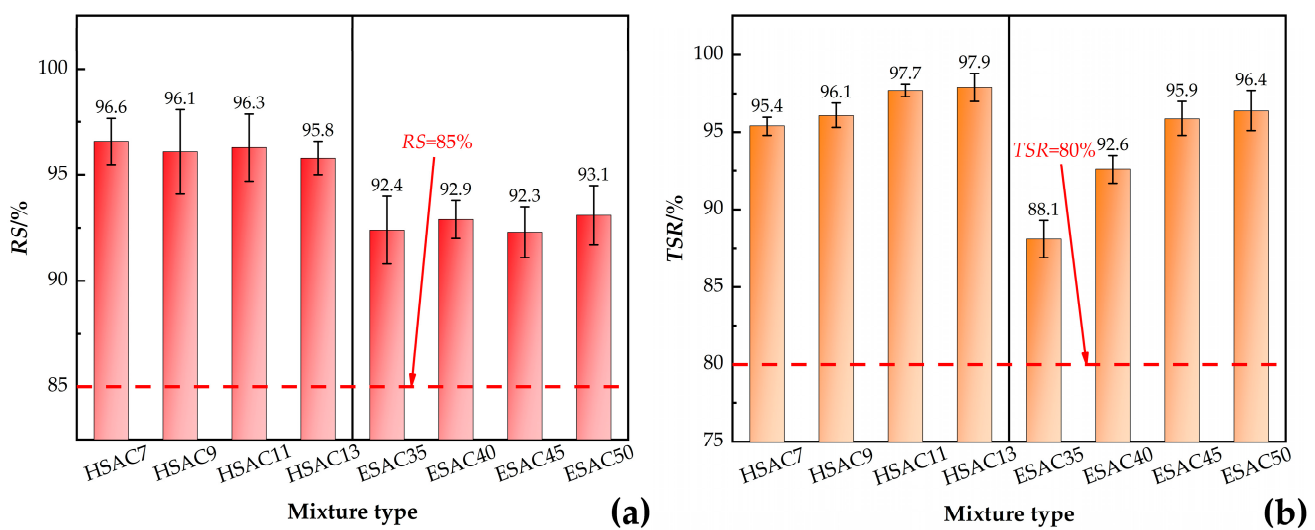 100
95
90
85
RS/%
96.6
96.1
96.3
95.8
92.4
92.9
92.3
93.1
RS=85%
HSAC7
HSAC9
HSAC11
HSAC13
ESAC35
ESAC40
ESAC45
ESAC50
Mixture type
(a)
100
95
90
85
80
75
TSR/%
95.4
96.1
97.7
97.9
88.1
92.6
95.9
96.4
TSR=80%
HSAC7
HSAC9
HSAC11
HSAC13
ESAC35
ESAC40
ESAC45
ESAC50
Mixture type
(b)